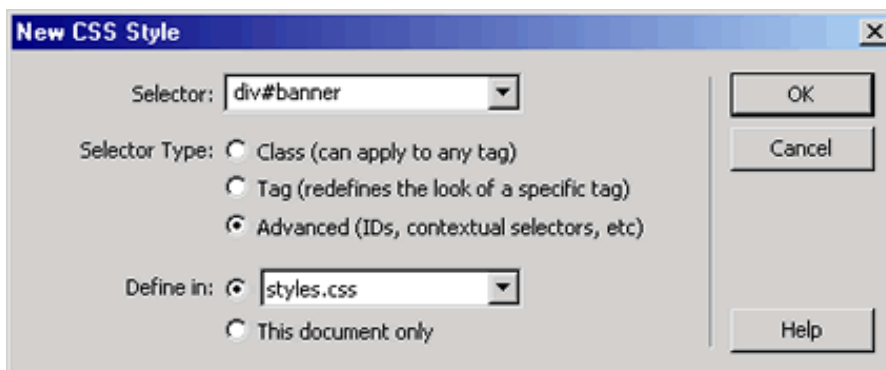 New CSS Style
Selector: div#banner
OK
Selector Type: Class (can apply to any tag)
Cancel
Tag (redefines the look of a specific tag)
Advanced (IDs, contextual selectors, etc)
Define in: styles.css
This document only
Help